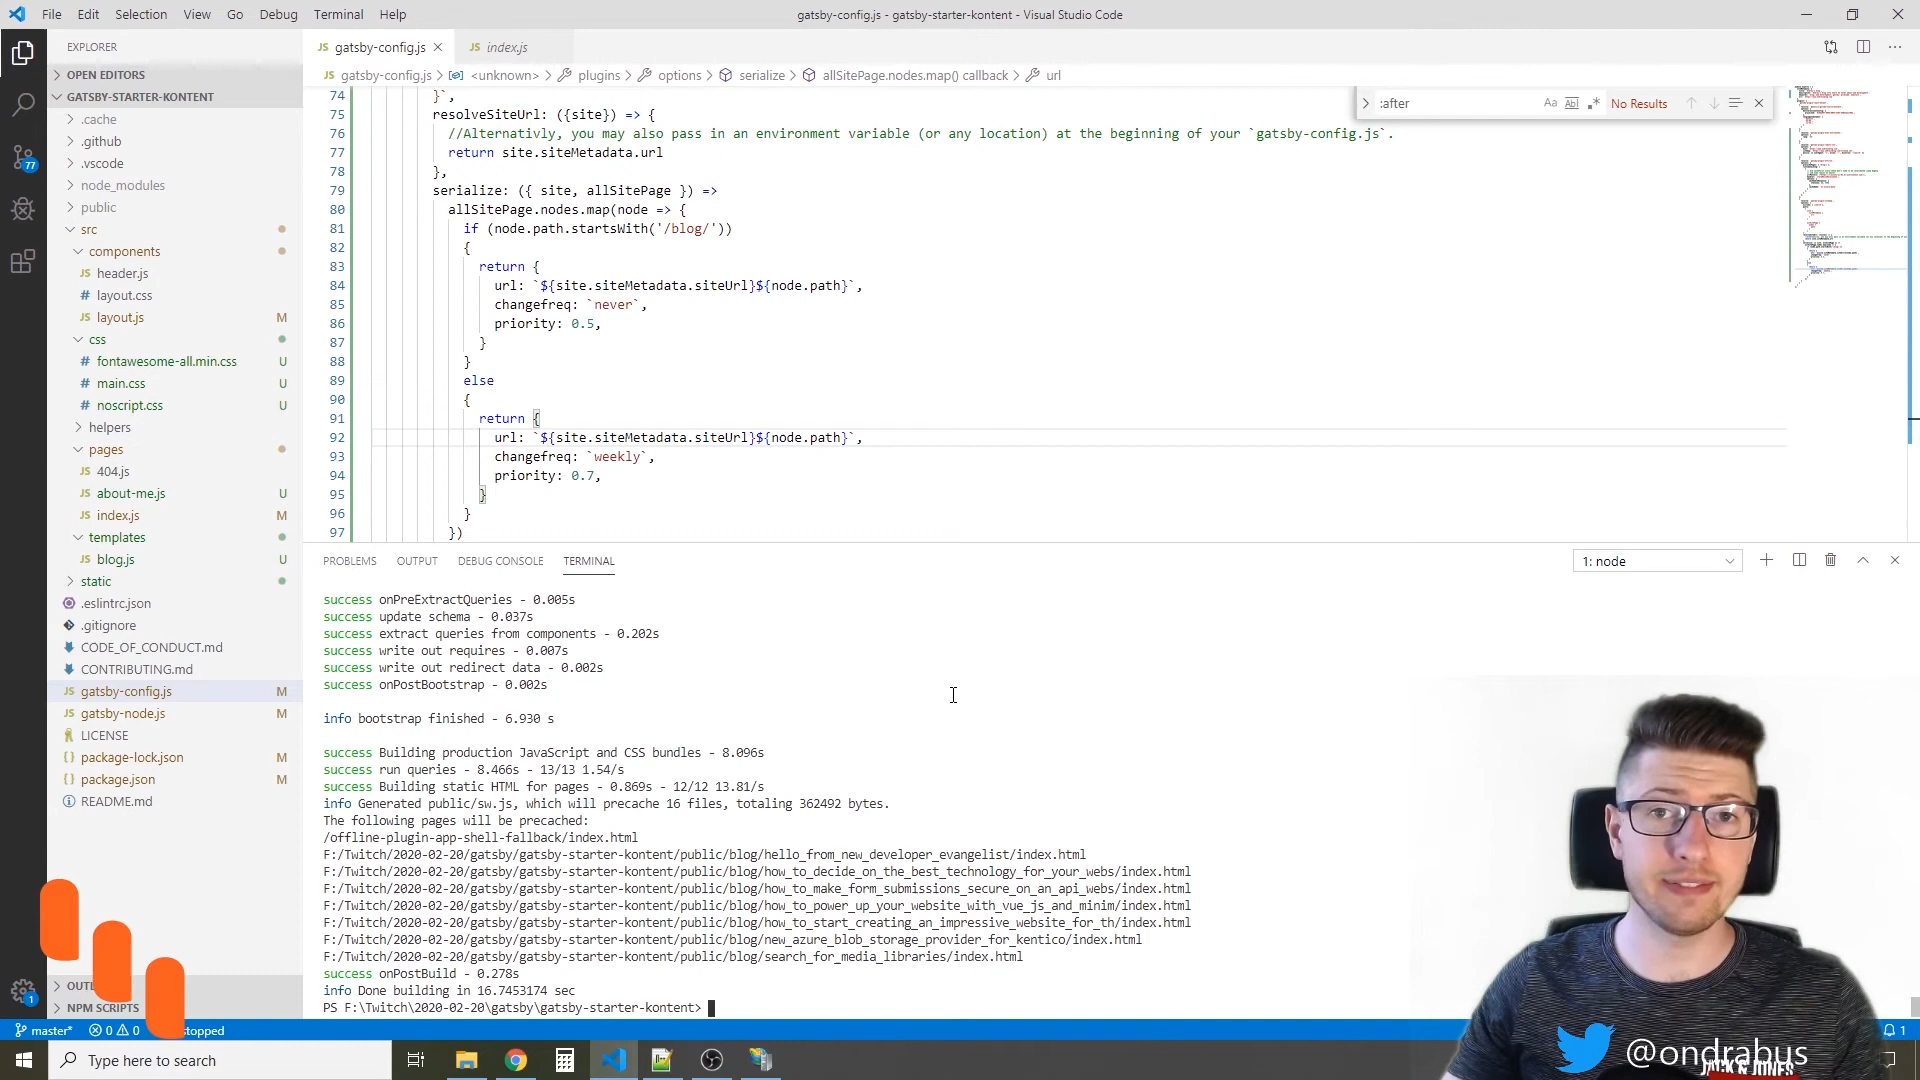 File Edit Selection View Go Debug Terminal Help
gatsby-config.js - gatsby-starter-kontent - Visual Studio Code
EXPLORER
OPEN EDITORS
GATSBY-STARTER-KONTENT
.cache
.github
.vscode
node_modules
public
src
components
header.js
layout.css
layout.js M
css
fontawesome-all.min.css U
main.css U
noscript.css U
helpers
pages
404.js
about-me.js U
index.js M
templates
blog.js U
static
.eslintrc.json
.gitignore
CODE_OF_CONDUCT.md
CONTRIBUTING.md
gatsby-config.js M
gatsby-node.js M
LICENSE
package-lock.json M
package.json M
README.md
NPM SCRIPTS
77
1
JS gatsby-config.js
JS index.js
JS gatsby-config.js > <unknown> > plugins > options > serialize > allSitePage.nodes.map() callback > url
:after
Aa Abl .*
No Results
74 }`,
75 resolveSiteUrl: ({site}) => {
76 //Alternativly, you may also pass in an environment variable (or any location) at the beginning of your `gatsby-config.js`.
77 return site.siteMetadata.url
78 },
79 serialize: ({ site, allSitePage }) =>
80 allSitePage.nodes.map(node => {
81 if (node.path.startsWith('/blog/'))
82 {
83 return {
84 url: `${site.siteMetadata.siteUrl}${node.path}`,
85 changefreq: `never`,
86 priority: 0.5,
87 }
88 }
89 else
90 {
91 return {
92 url: `${site.siteMetadata.siteUrl}${node.path}`,
93 changefreq: `weekly`,
94 priority: 0.7,
95 }
96 }
97 })
PROBLEMS OUTPUT DEBUG CONSOLE TERMINAL
1: node
success onPreExtractQueries - 0.005s
success update schema - 0.037s
success extract queries from components - 0.202s
success write out requires - 0.007s
success write out redirect data - 0.002s
success onPostBootstrap - 0.002s
info bootstrap finished - 6.930 s
success Building production JavaScript and CSS bundles - 8.096s
success run queries - 8.466s - 13/13 1.54/s
success Building static HTML for pages - 0.869s - 12/12 13.81/s
info Generated public/sw.js, which will precache 16 files, totaling 362492 bytes.
The following pages will be precached:
/offline-plugin-app-shell-fallback/index.html
F:/Twitch/2020-02-20/gatsby/gatsby-starter-kontent/public/blog/hello_from_new_developer_evangelist/index.html
F:/Twitch/2020-02-20/gatsby/gatsby-starter-kontent/public/blog/how_to_decide_on_the_best_technology_for_your_webs/index.html
F:/Twitch/2020-02-20/gatsby/gatsby-starter-kontent/public/blog/how_to_make_form_submissions_secure_on_an_api_webs/index.html
F:/Twitch/2020-02-20/gatsby/gatsby-starter-kontent/public/blog/how_to_power_up_your_website_with_vue_js_and_minim/index.html
F:/Twitch/2020-02-20/gatsby/gatsby-starter-kontent/public/blog/how_to_start_creating_an_impressive_website_for_th/index.html
F:/Twitch/2020-02-20/gatsby/gatsby-starter-kontent/public/blog/new_azure_blob_storage_provider_for_kentico/index.html
F:/Twitch/2020-02-20/gatsby/gatsby-starter-kontent/public/blog/search_for_media_libraries/index.html
success onPostBuild - 0.278s
info Done building in 16.7453174 sec
PS F:\Twitch\2020-02-20\gatsby\gatsby-starter-kontent>
master* 0 0 stopped
1
Type here to search
@ondrabus
JACK & JONES